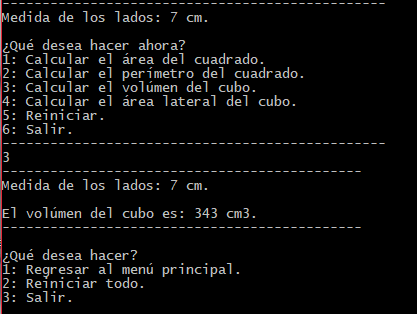 ------------------------------------------------
Medida de los lados: 7 cm.
¿Qué desea hacer ahora?
1: Calcular el área del cuadrado.
2: Calcular el perímetro del cuadrado.
3: Calcular el volúmen del cubo.
4: Calcular el área lateral del cubo.
5: Reiniciar.
6: Salir.
------------------------------------------------
3
---------------------------------------------
Medida de los lados: 7 cm.
El volúmen del cubo es: 343 cm3.
---------------------------------------------
¿Qué desea hacer?
1: Regresar al menú principal.
2: Reiniciar todo.
3: Salir.